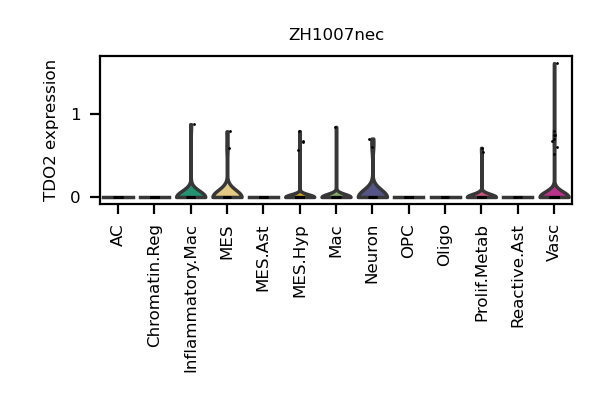 ZH1007nec
TDO2 expression
1
0
AC
Chromatin.Reg
Inflammatory.Mac
MES
MES.Ast
MES.Hyp
Mac
Neuron
OPC
Oligo
Prolif.Metab
Reactive.Ast
Vasc